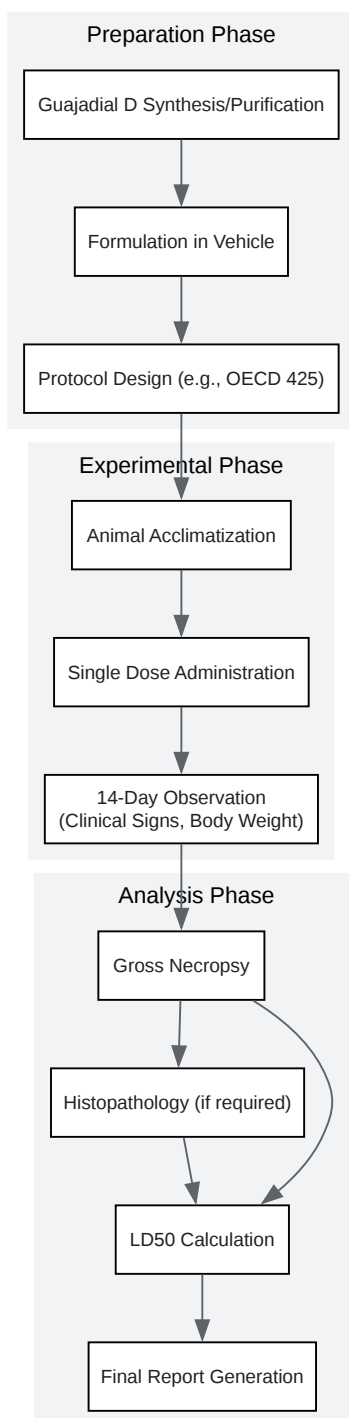 Preparation Phase
Guajadial D Synthesis/Purification
Formulation in Vehicle
Protocol Design (e.g., OECD 425)
Experimental Phase
Animal Acclimatization
Single Dose Administration
14-Day Observation
(Clinical Signs, Body Weight)
Analysis Phase
Gross Necropsy
Histopathology (if required)
LD50 Calculation
Final Report Generation